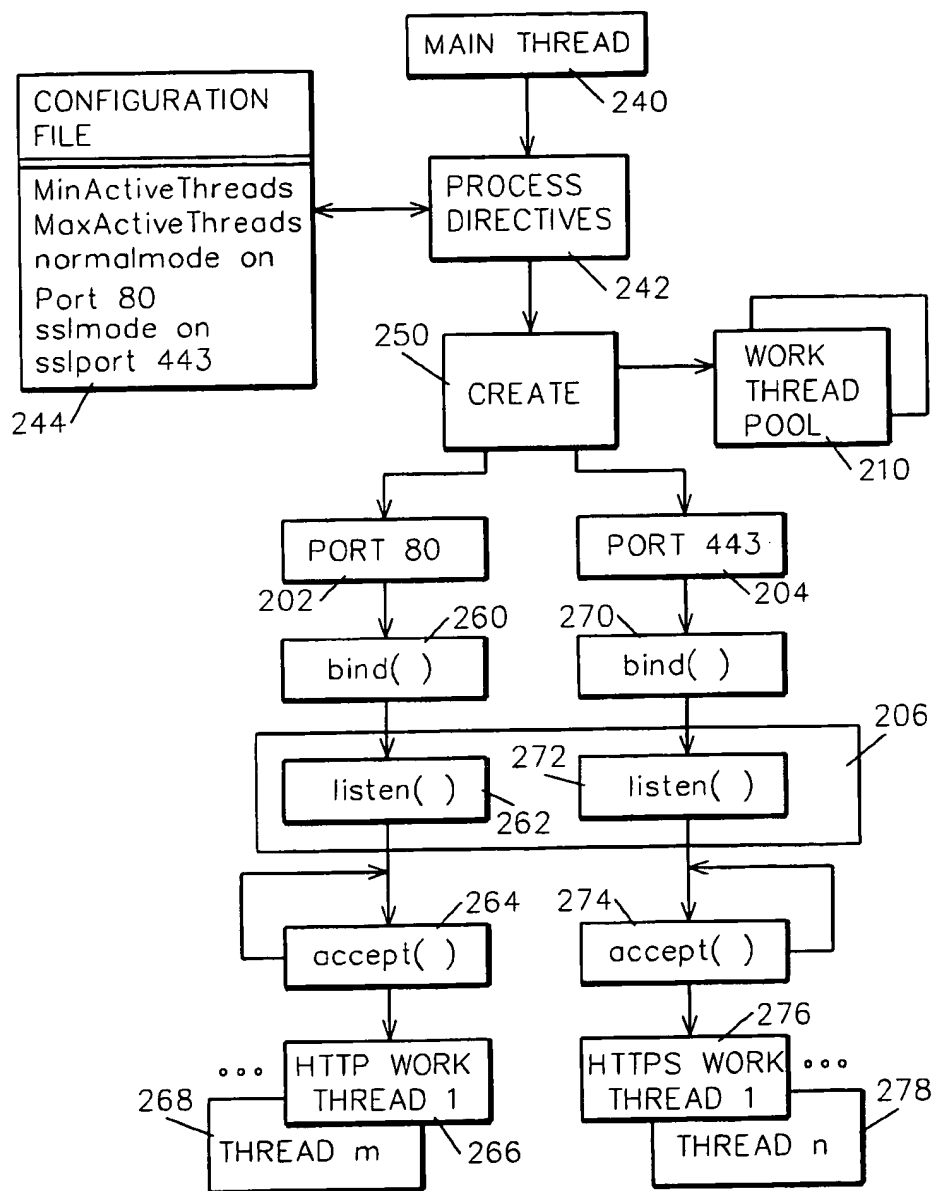 MAIN THREAD
240
CONFIGURATION
FILE
MinActiveThreads
MaxActiveThreads
normalmode on
Port 80
sslmode on
sslport 443
244
PROCESS
DIRECTIVES
242
250
CREATE
WORK
THREAD
POOL
210
PORT 80
202
PORT 443
204
260
bind( )
270
bind( )
206
listen( )
262
272
listen( )
264
accept( )
274
accept( )
276
HTTP WORK
THREAD 1
266
268
THREAD m
HTTPS WORK
THREAD 1
278
THREAD n